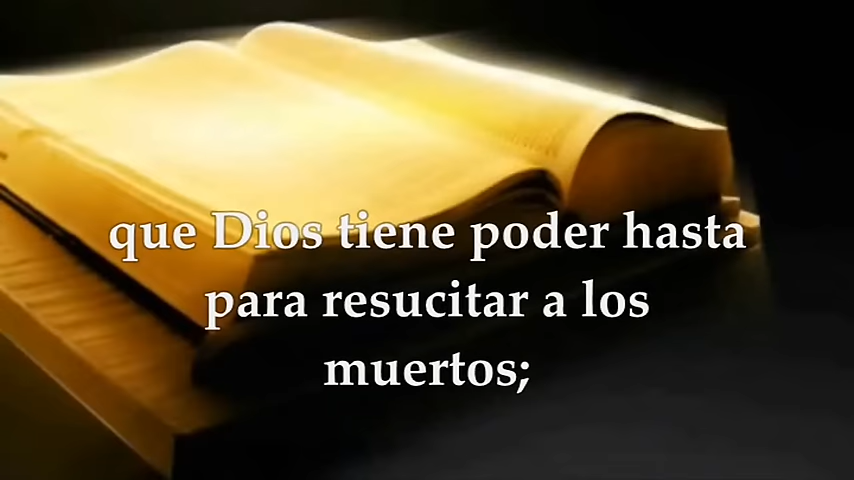 que Dios tiene poder hasta
para resucitar a los
muertos;